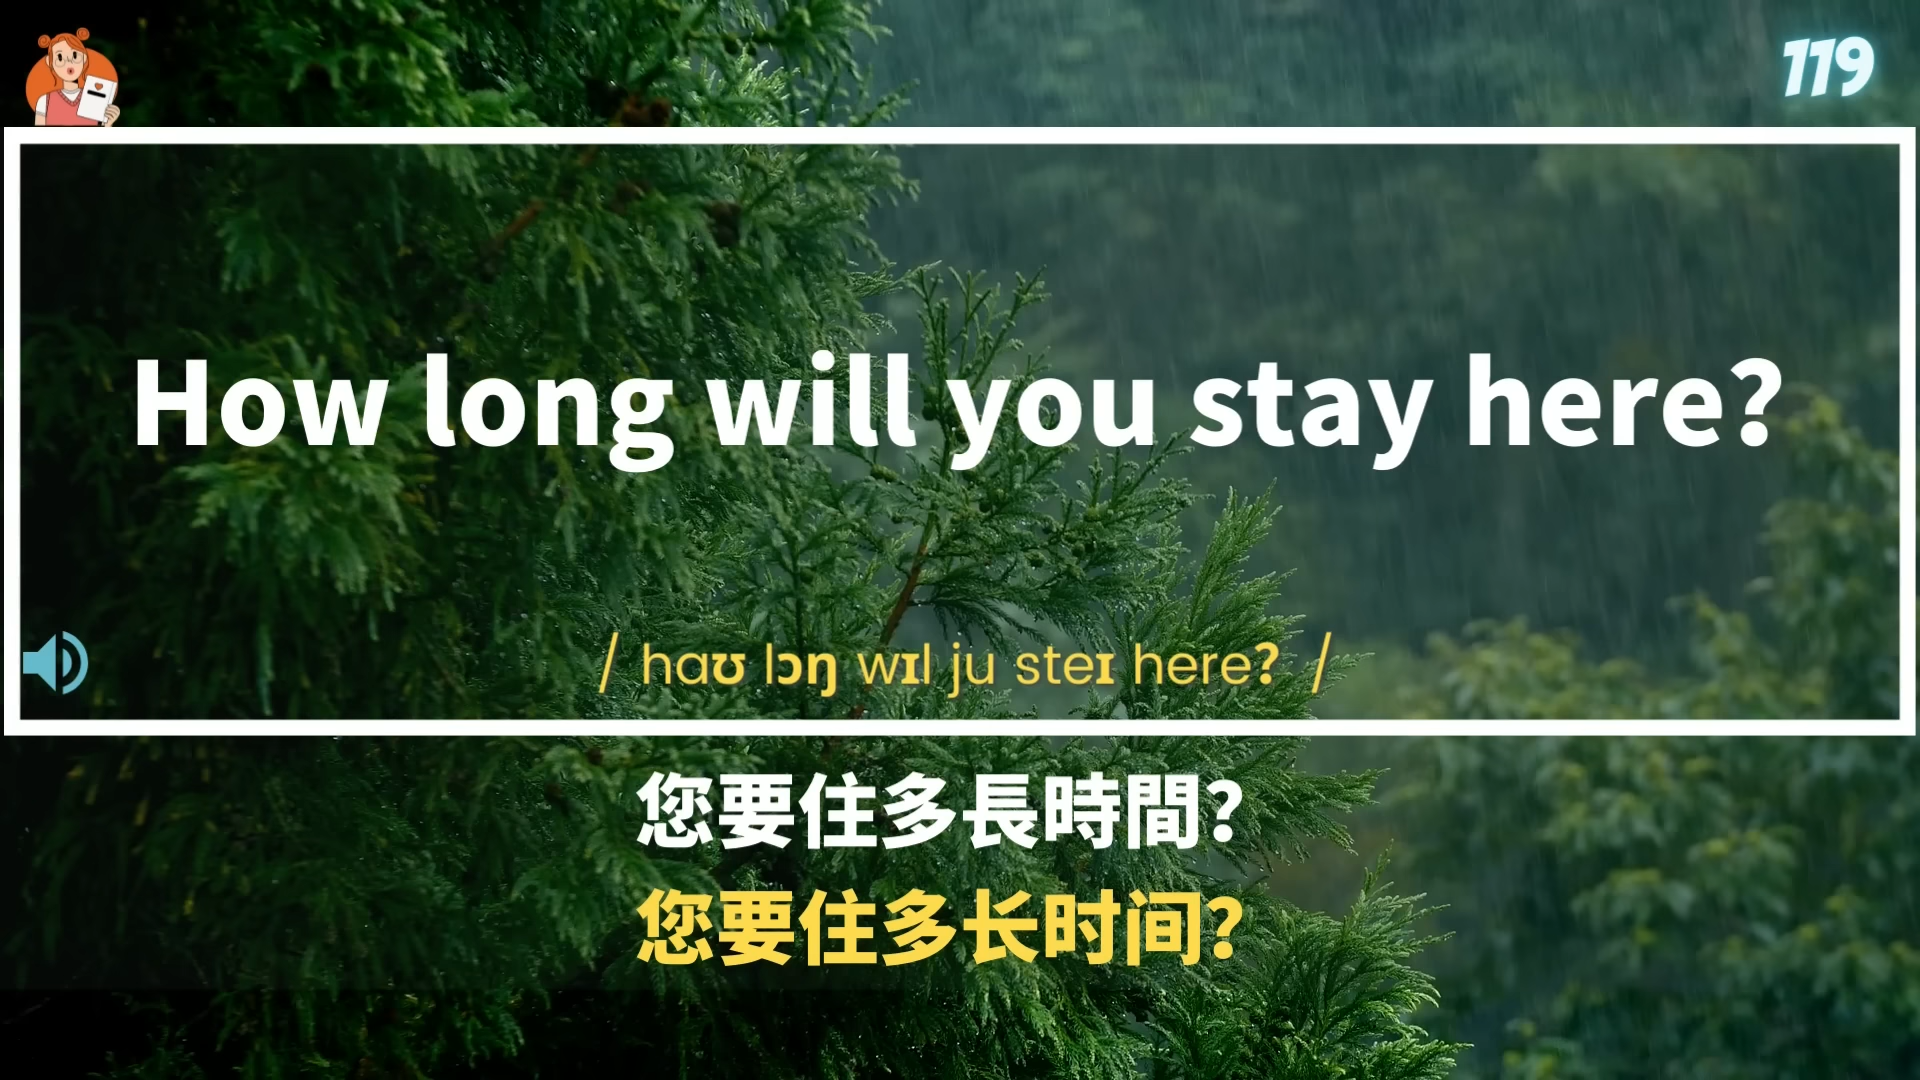 119
How long will you stay here?
/ haʊ lɔŋ wɪl ju steɪ here? /
您要住多長時間?
您要住多长时间?